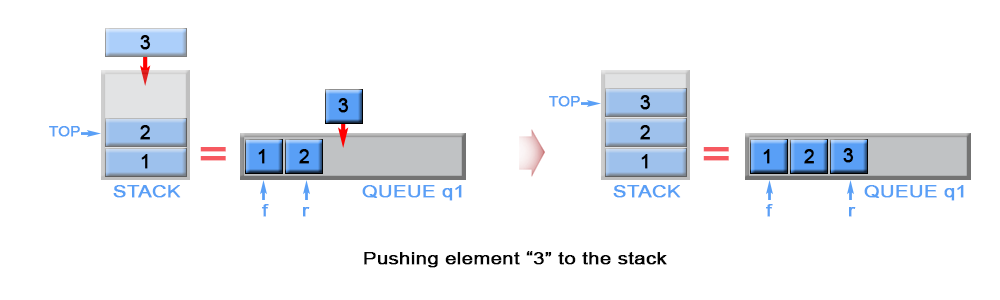 3
TOP
2
1
STACK
=
3
1 2
QUEUE q1
f r
TOP
3
2
1
STACK
=
1 2 3
QUEUE q1
f r
Pushing element “3” to the stack